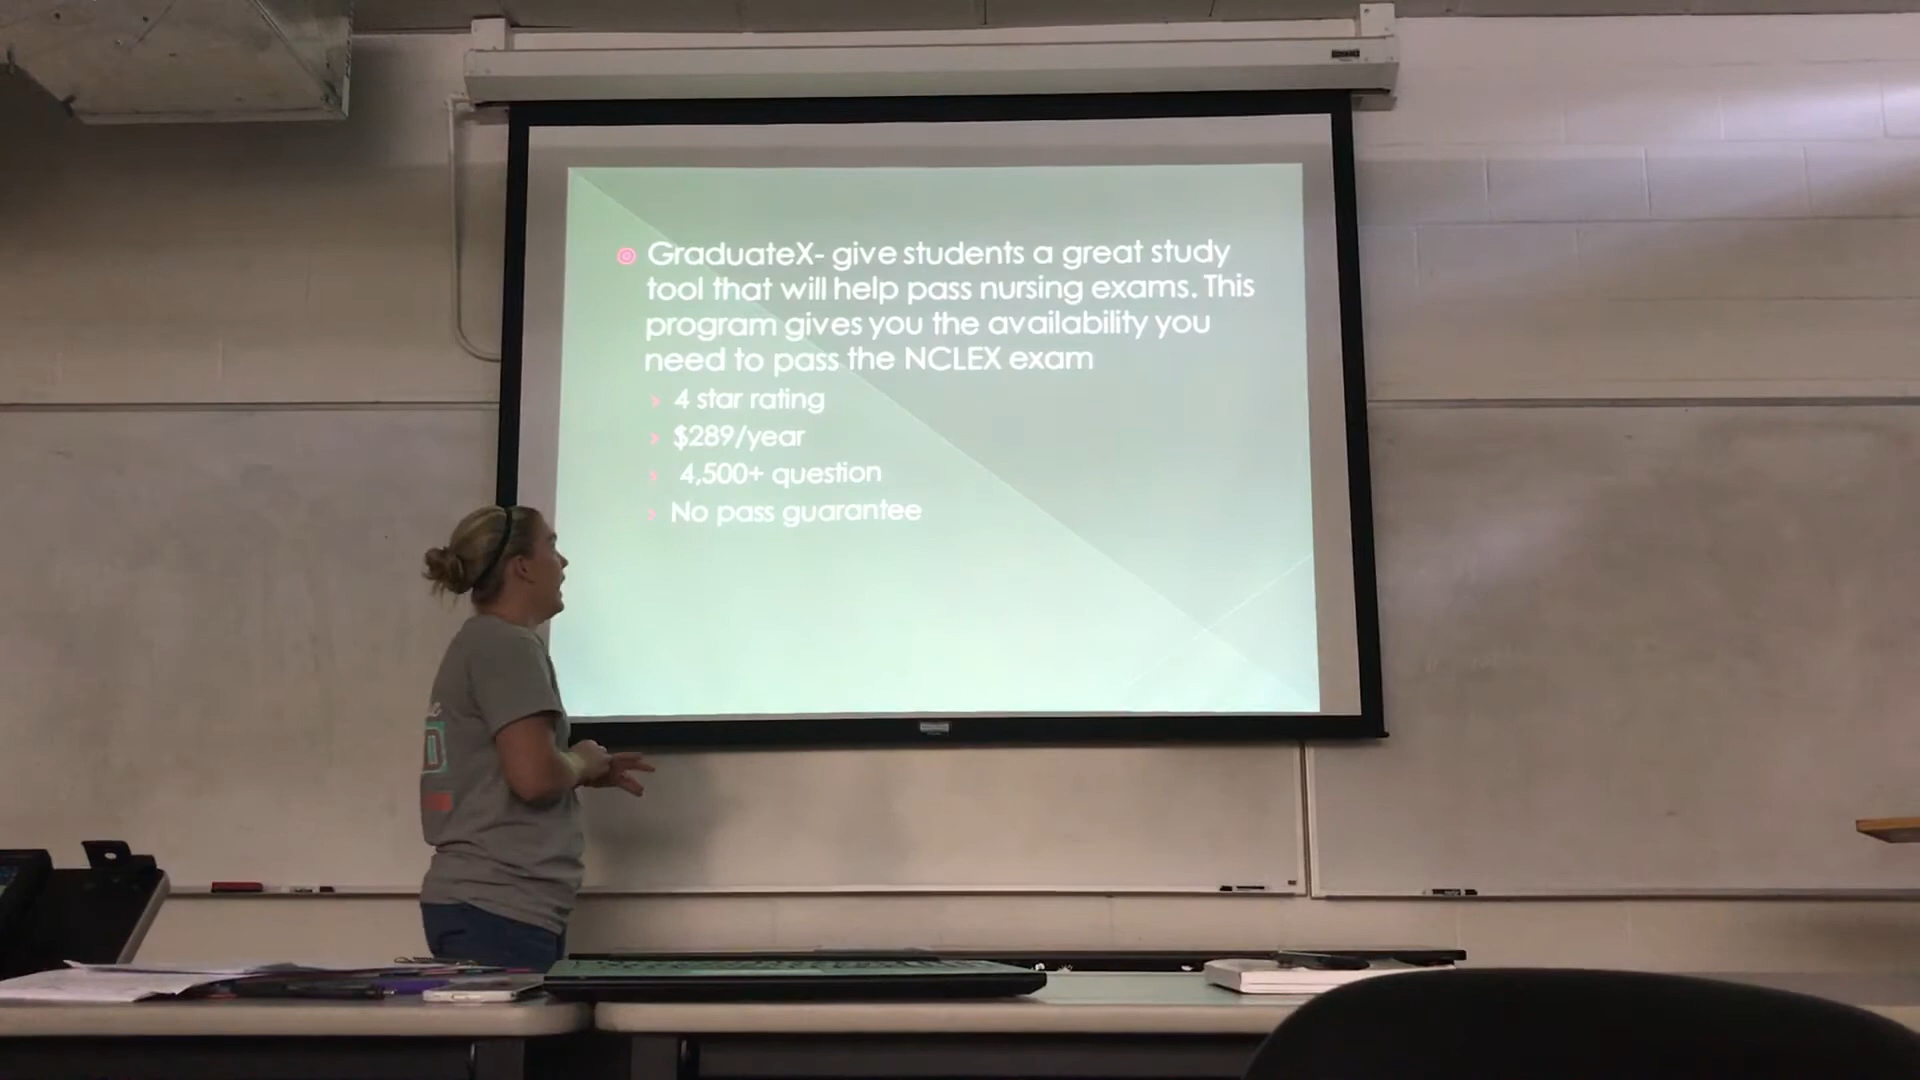 GraduateX- give students a great study
tool that will help pass nursing exams. This
program gives you the availability you
need to pass the NCLEX exam
4 star rating
$289/year
4,500+ question
No pass guarantee